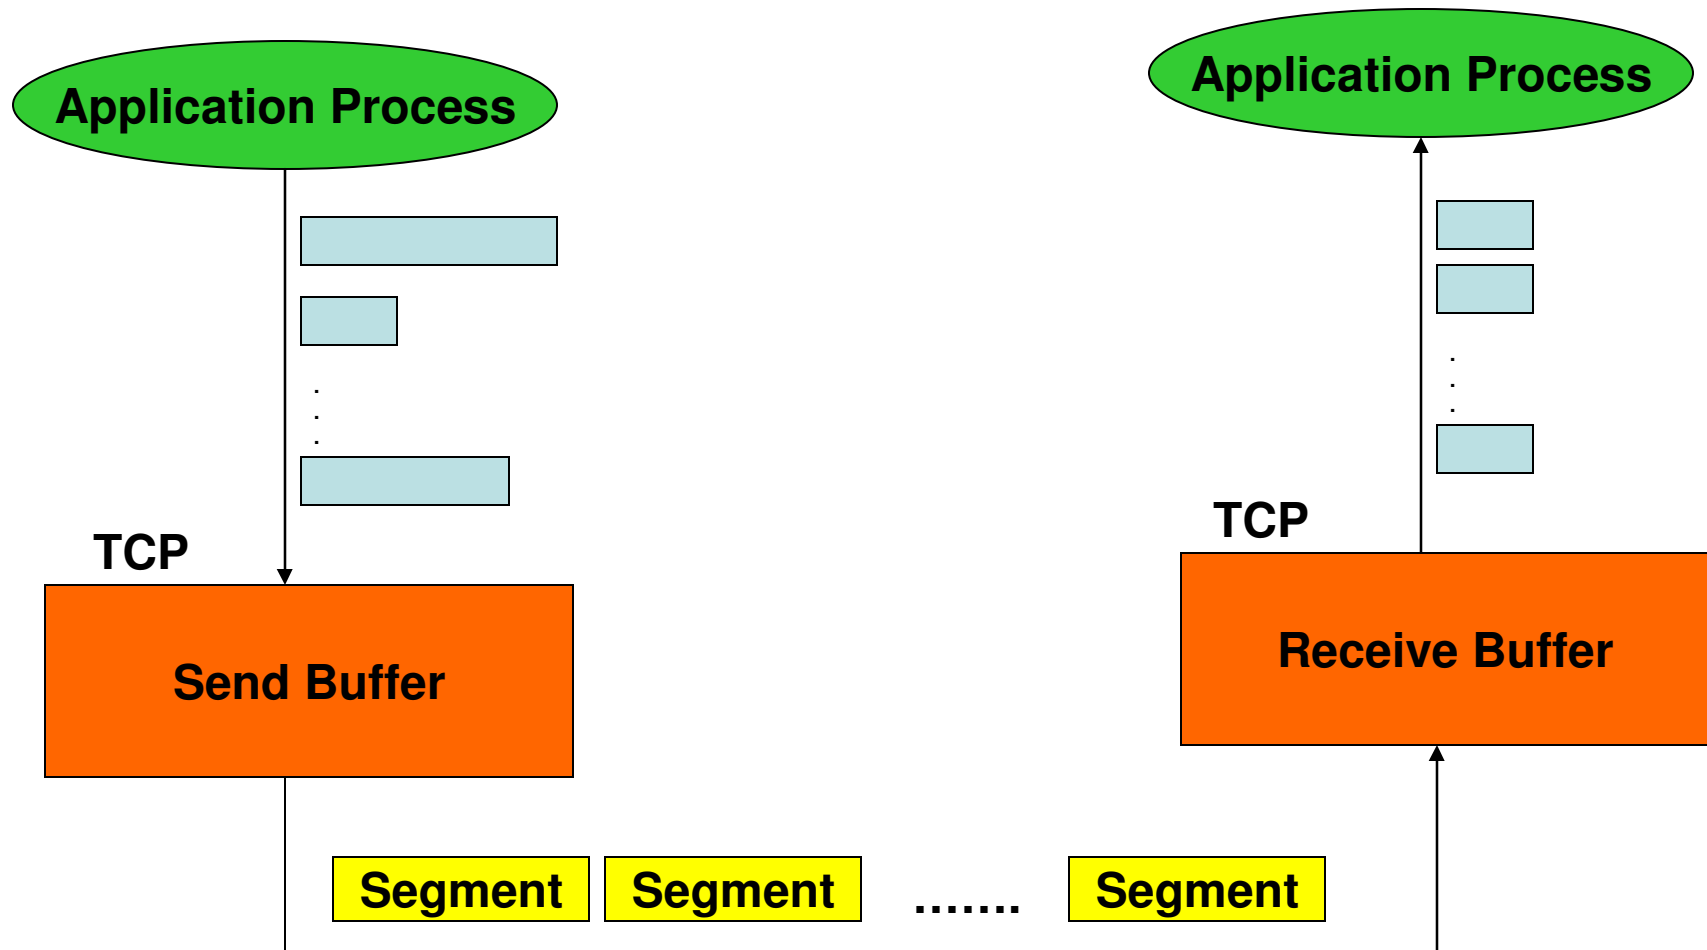 Application Process
Application Process
.
.
.
.
.
.
TCP
TCP
Send Buffer
Receive Buffer
Segment
Segment
.......
Segment